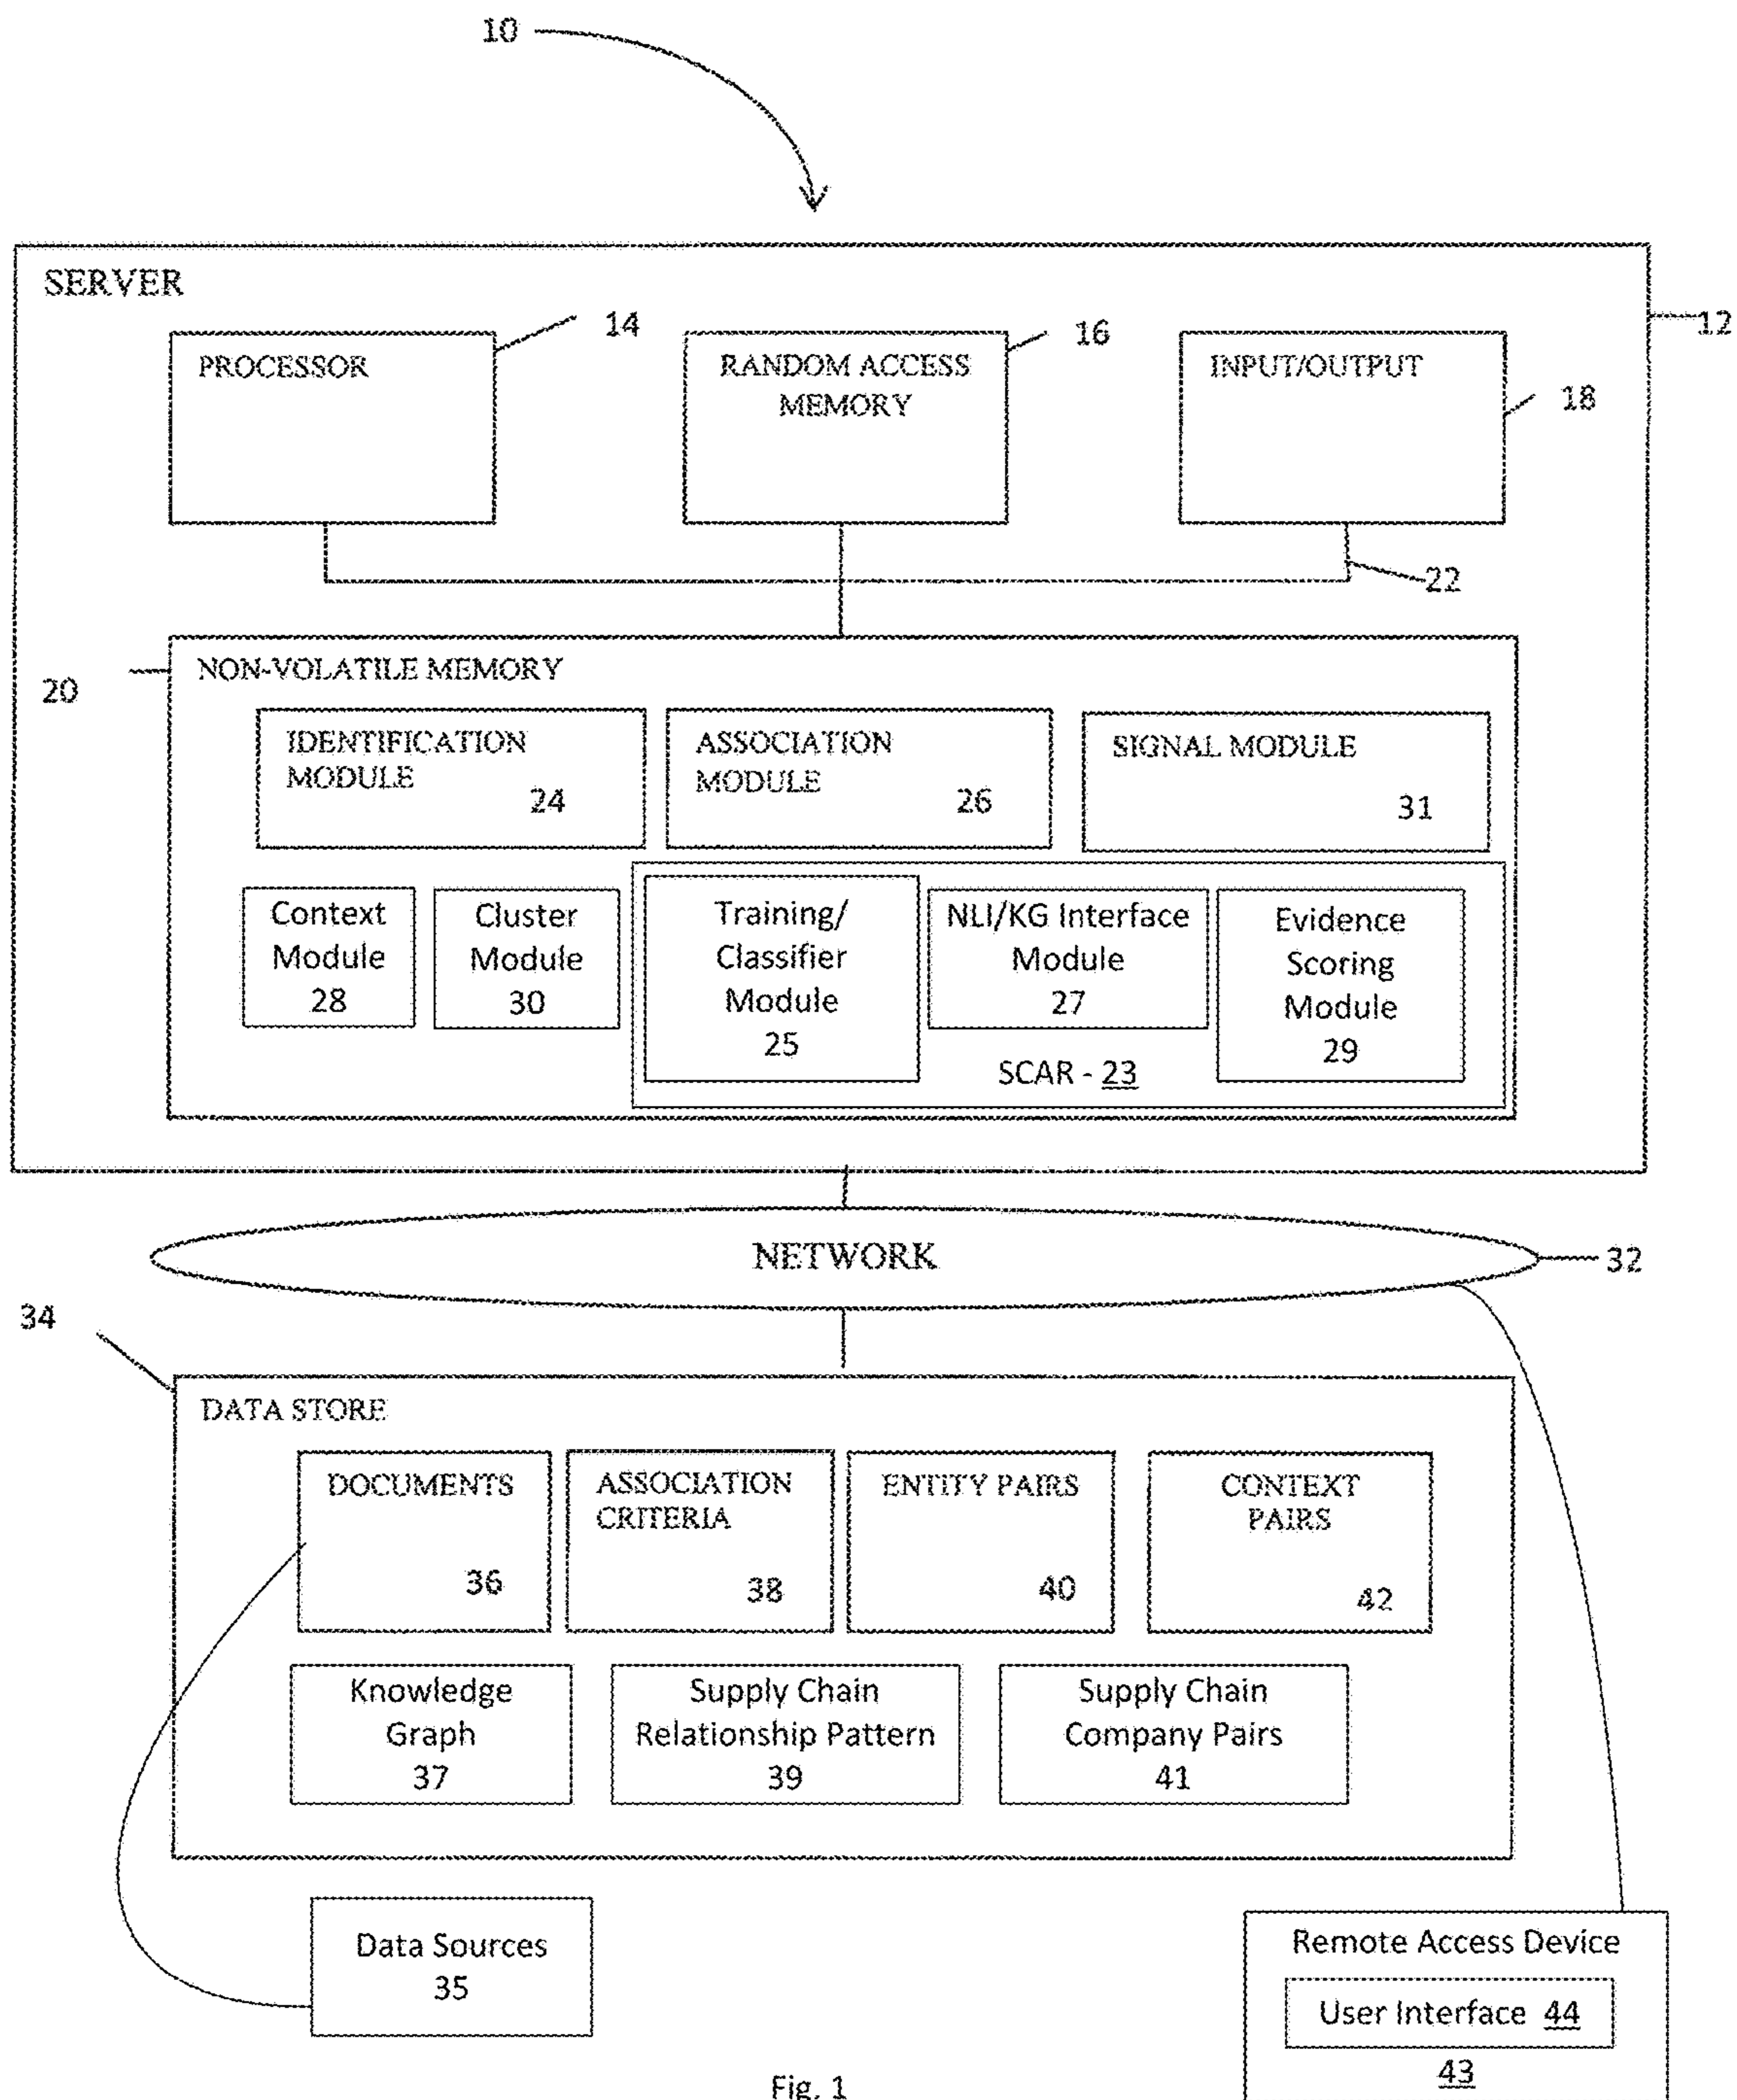 10
SERVER
12
PROCESSOR
14
RANDOM ACCESS
MEMORY
16
INPUT/OUTPUT
18
22
20
NON-VOLATILE MEMORY
IDENTIFICATION
MODULE
24
ASSOCIATION
MODULE
26
SIGNAL MODULE
31
Context
Module
28
Cluster
Module
30
Training/
Classifier
Module
25
NLI/KG Interface
Module
27
Evidence
Scoring
Module
29
SCAR - 23
NETWORK
32
34
DATA STORE
DOCUMENTS
36
ASSOCIATION
CRITERIA
38
ENTITY PAIRS
40
CONTEXT
PAIRS
42
Knowledge
Graph
37
Supply Chain
Relationship Pattern
39
Supply Chain
Company Pairs
41
Data Sources
35
Remote Access Device
User Interface 44
43
Fig. 1